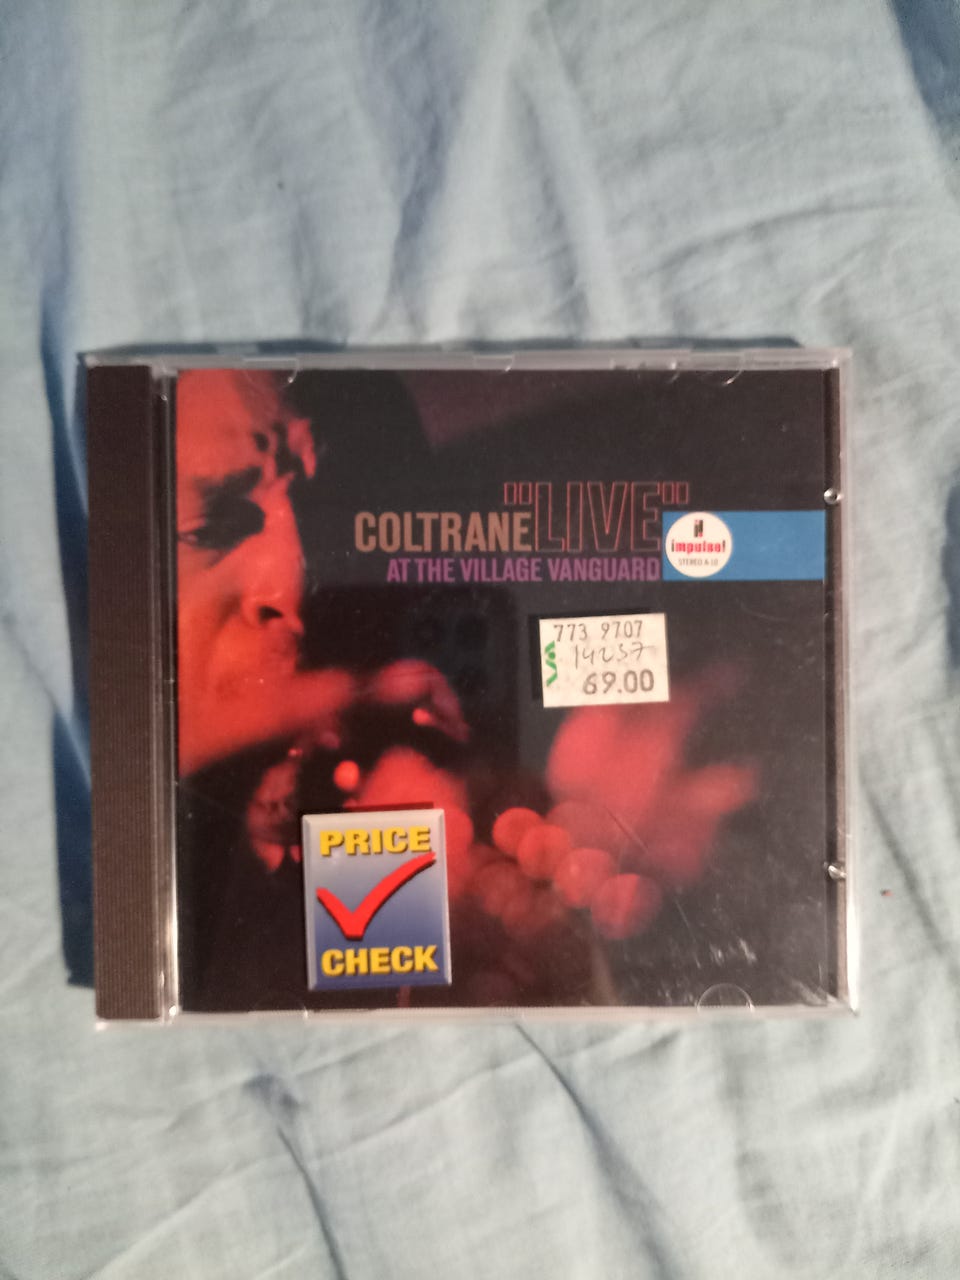 "LIVE"
COLTRANE
AT THE VILLAGE VANGUARD
impulse!
STEREO A-10
773 9707
14237
69.00
PRICE
CHECK